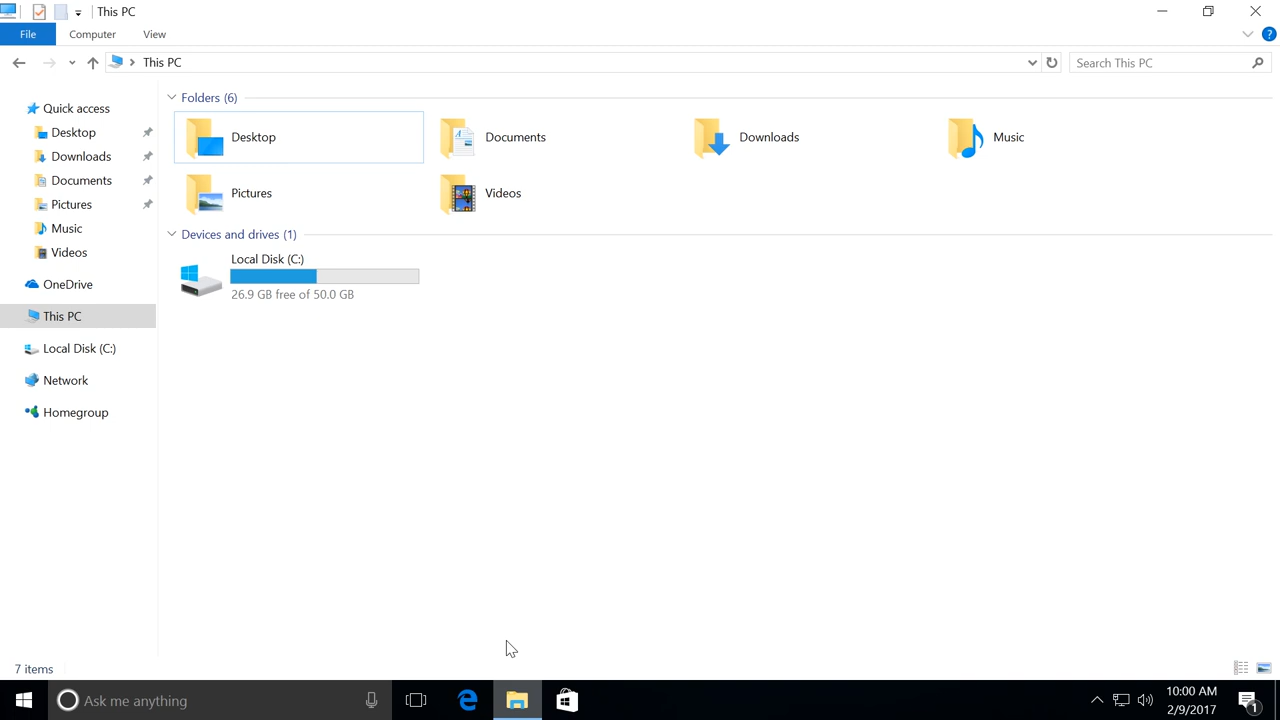 This PC
File Computer View
This PC
Search This PC
Quick access
Desktop
Downloads
Documents
Pictures
Music
Videos
OneDrive
This PC
Local Disk (C:)
Network
Homegroup
Folders (6)
Desktop Documents Downloads Music
Pictures Videos
Devices and drives (1)
Local Disk (C:)
26.9 GB free of 50.0 GB
7 items
Ask me anything
10:00 AM
2/9/2017
1